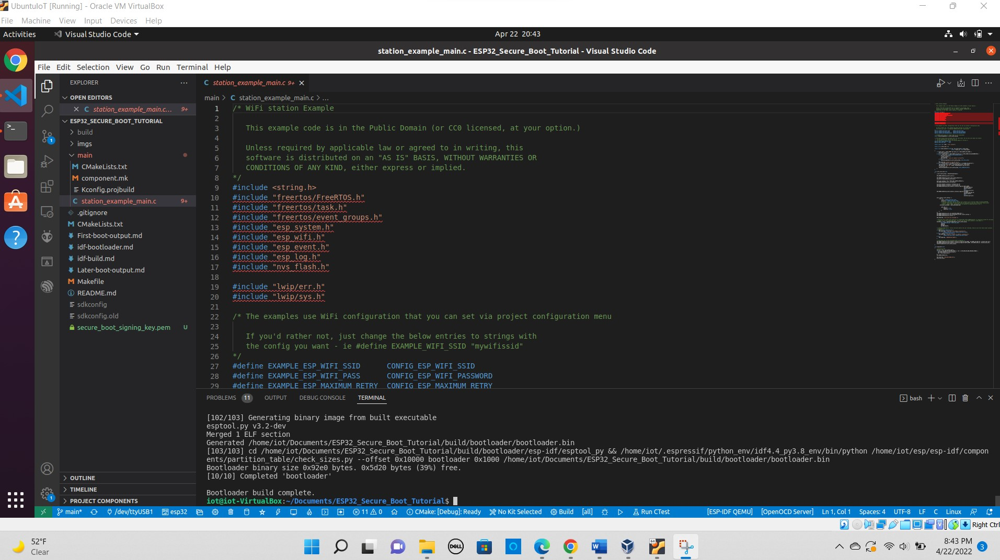 UbuntuIoT [Running] - Oracle VM VirtualBox
File Machine View Input Devices Help
Activities Visual Studio Code Apr 22 20:43
station_example_main.c - ESP32_Secure_Boot_Tutorial - Visual Studio Code
File Edit Selection View Go Run Terminal Help
EXPLORER
OPEN EDITORS
station_example_main.c... 9+
ESP32_SECURE_BOOT_TUTORIAL
build
imgs
main
CMakeLists.txt
component.mk
Kconfig.projbuild
station_example_main.c 9+
.gitignore
CMakeLists.txt
First-boot-output.md
idf-bootloader.md
idf-build.md
Later-boot-output.md
Makefile
README.md
sdkconfig
sdkconfig.old
secure_boot_signing_key.pem U
OUTLINE
TIMELINE
PROJECT COMPONENTS
station_example_main.c 9+
main > C station_example_main.c > ...
1 /* WiFi station Example
2
3 This example code is in the Public Domain (or CC0 licensed, at your option.)
4
5 Unless required by applicable law or agreed to in writing, this
6 software is distributed on an "AS IS" BASIS, WITHOUT WARRANTIES OR
7 CONDITIONS OF ANY KIND, either express or implied.
8 */
9 #include <string.h>
10 #include "freertos/FreeRTOS.h"
11 #include "freertos/task.h"
12 #include "freertos/event_groups.h"
13 #include "esp_system.h"
14 #include "esp_wifi.h"
15 #include "esp_event.h"
16 #include "esp_log.h"
17 #include "nvs_flash.h"
18
19 #include "lwip/err.h"
20 #include "lwip/sys.h"
21
22 /* The examples use WiFi configuration that you can set via project configuration menu
23
24 If you'd rather not, just change the below entries to strings with
25 the config you want - ie #define EXAMPLE_WIFI_SSID "mywifissid"
26 */
27 #define EXAMPLE_ESP_WIFI_SSID CONFIG_ESP_WIFI_SSID
28 #define EXAMPLE_ESP_WIFI_PASS CONFIG_ESP_WIFI_PASSWORD
29 #define EXAMPLE_ESP_MAXIMUM_RETRY CONFIG_ESP_MAXIMUM_RETRY
PROBLEMS 11 OUTPUT DEBUG CONSOLE TERMINAL bash
[102/103] Generating binary image from built executable
esptool.py v3.2-dev
Merged 1 ELF section
Generated /home/iot/Documents/ESP32_Secure_Boot_Tutorial/build/bootloader/bootloader.bin
[103/103] cd /home/iot/Documents/ESP32_Secure_Boot_Tutorial/build/bootloader/esp-idf/esptool_py && /home/iot/.espressif/python_env/idf4.4_py3.8_env/bin/python /home/iot/esp/esp-idf/compon
ents/partition_table/check_sizes.py --offset 0x10000 bootloader 0x1000 /home/iot/Documents/ESP32_Secure_Boot_Tutorial/build/bootloader/bootloader.bin
Bootloader binary size 0x92e0 bytes. 0x5d20 bytes (39%) free.
[10/10] Completed 'bootloader'
Bootloader build complete.
iot@iot-VirtualBox:~/Documents/ESP32_Secure_Boot_Tutorial$
main* /dev/ttyUSB1 esp32 11 0 CMake: [Debug]: Ready No Kit Selected Build [all] Run CTest [ESP-IDF QEMU] [OpenOCD Server] Ln 1, Col 1 Spaces: 4 UTF-8 LF C Linux
Right Ctrl
52°F
Clear
DELL
8:43 PM
4/22/2022 3